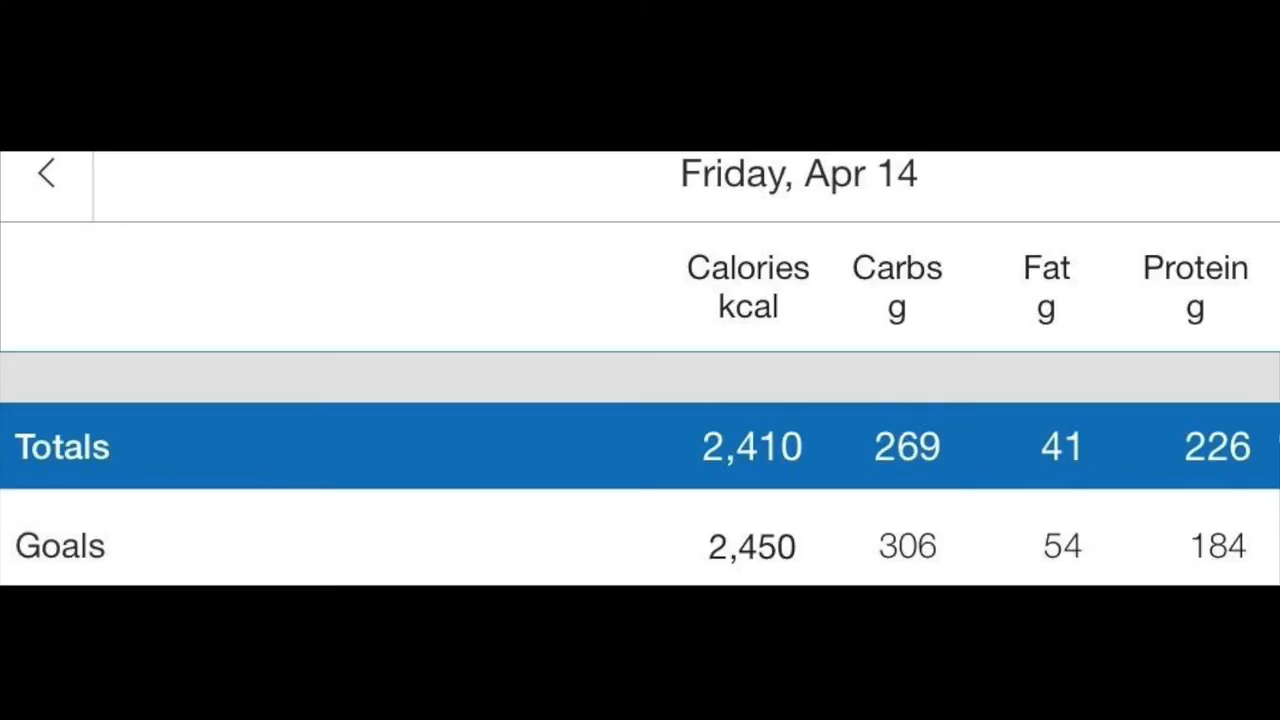 Friday, Apr 14
Calories Carbs Fat Protein
kcal g g g
Totals 2,410 269 41 226
Goals 2,450 306 54 184